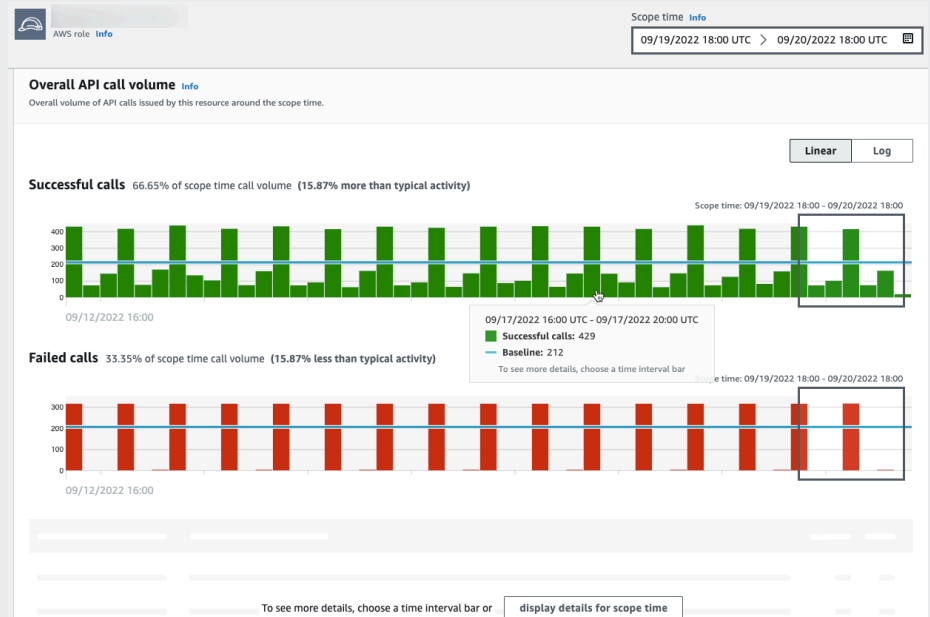 Scope time Info
AWS role Info
09/19/2022 18:00 UTC > 09/20/2022 18:00 UTC
Overall API call volume Info
Overall volume of API calls issued by this resource around the scope time.
Linear Log
Successful calls 66.65% of scope time call volume (15.87% more than typical activity)
Scope time: 09/19/2022 18:00 - 09/20/2022 18:00
400
300
200
100
0
09/12/2022 16:00
09/17/2022 16:00 UTC - 09/17/2022 20:00 UTC
Successful calls: 429
Baseline: 212
To see more details, choose a time interval bar
Failed calls 33.35% of scope time call volume (15.87% less than typical activity)
Scope time: 09/19/2022 18:00 - 09/20/2022 18:00
300
200
100
0
09/12/2022 16:00
To see more details, choose a time interval bar or display details for scope time